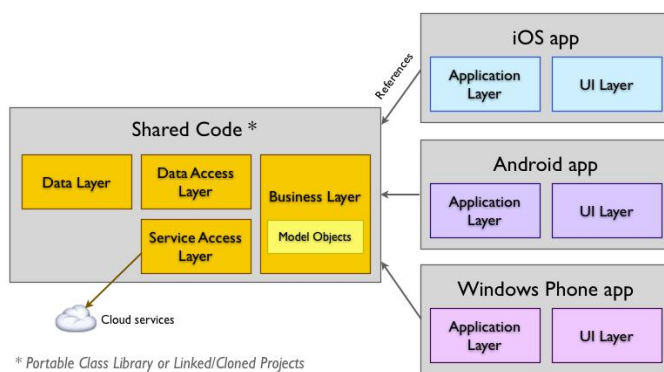 Shared Code *
Data Layer
Data Access
Layer
Business Layer
Model Objects
Service Access
Layer
Cloud services
* Portable Class Library or Linked/Cloned Projects
References
iOS app
Application
Layer
UI Layer
Android app
Application
Layer
UI Layer
Windows Phone app
Application
Layer
UI Layer